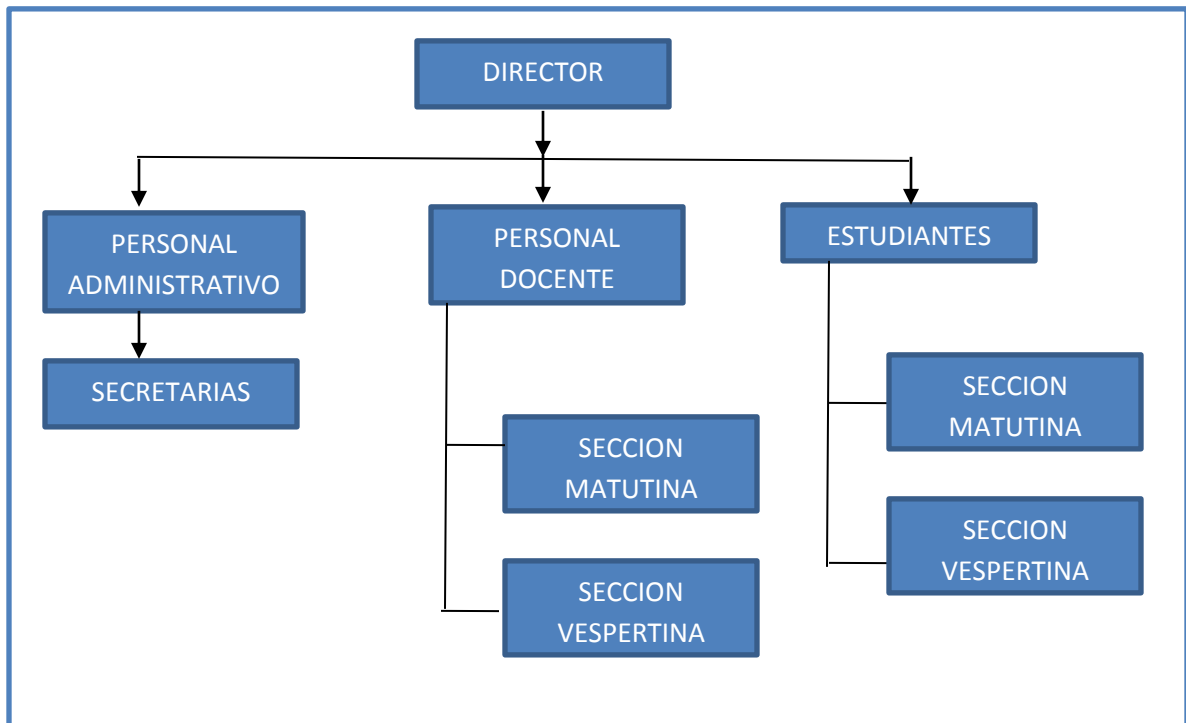 DIRECTOR
PERSONAL
ADMINISTRATIVO
SECRETARIAS
PERSONAL
DOCENTE
SECCION
MATUTINA
SECCION
VESPERTINA
ESTUDIANTES
SECCION
MATUTINA
SECCION
VESPERTINA